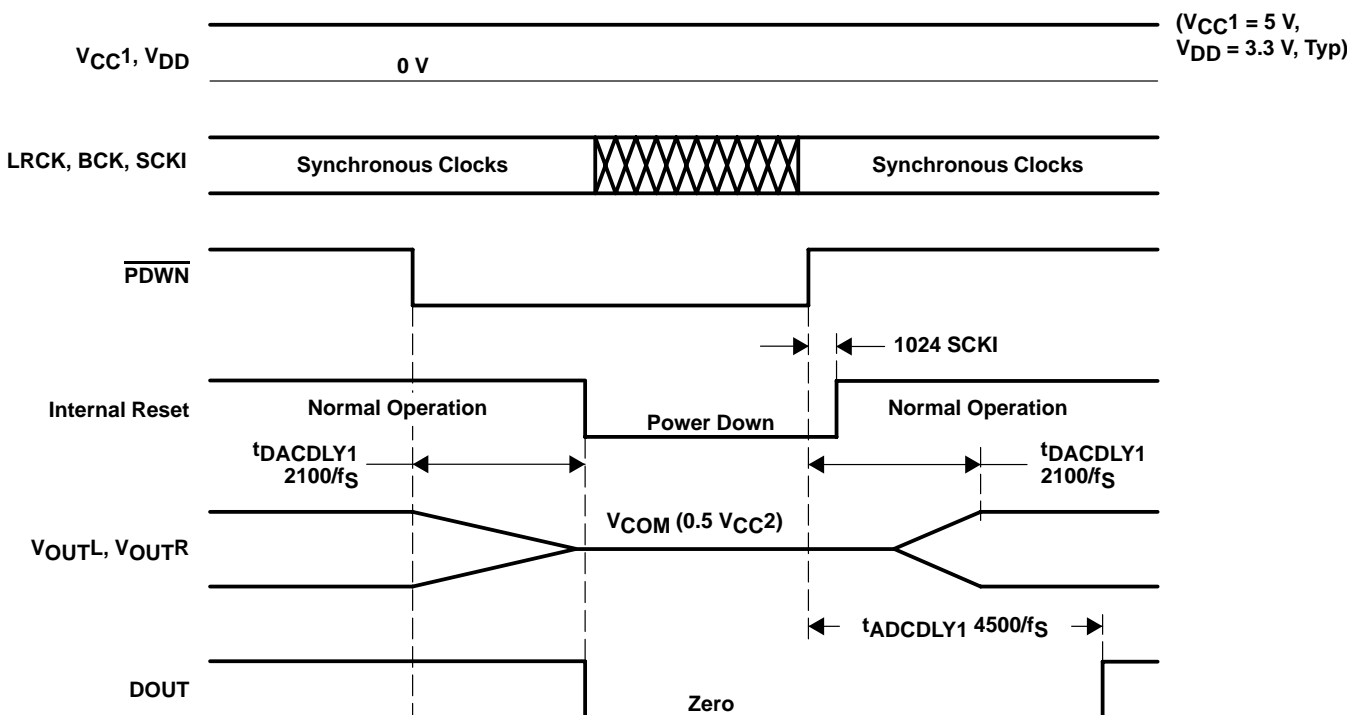 (VCC1 = 5 V,
VDD = 3.3 V, Typ)
VCC1, VDD
0 V
LRCK, BCK, SCKI
Synchronous Clocks
Synchronous Clocks
PDWN
1024 SCKI
Internal Reset
Normal Operation
Power Down
Normal Operation
tDACDLY1
2100/fS
tDACDLY1
2100/fS
VCOM (0.5 VCC2)
VOUTL, VOUTR
tADCDLY1 4500/fS
DOUT
Zero